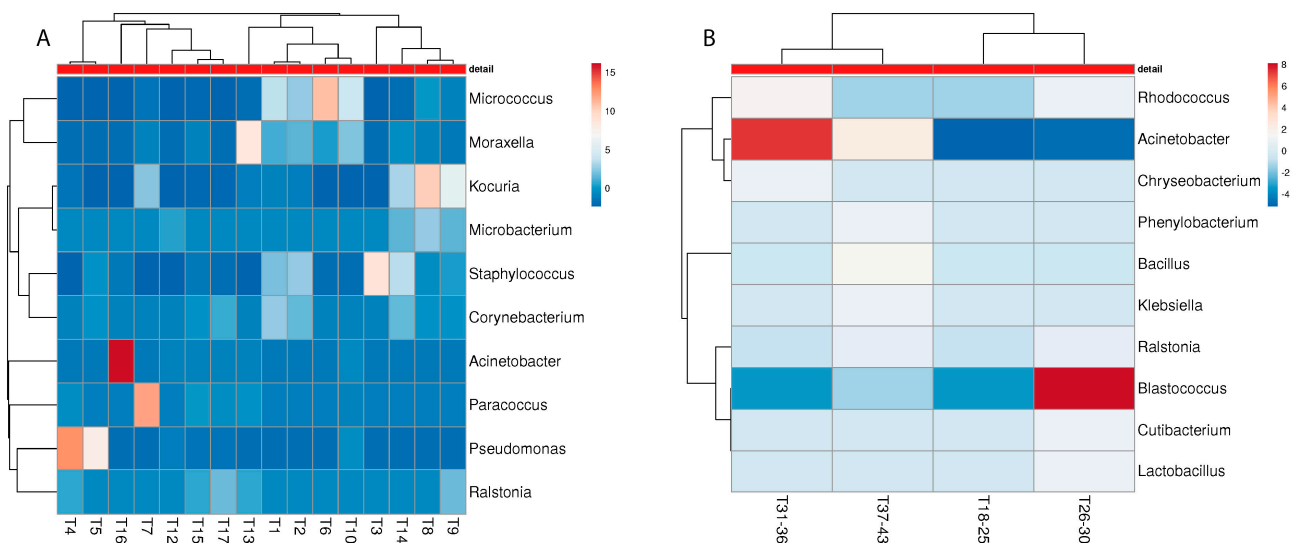 A
detail
15
10
5
0
Micrococcus
Moraxella
Kocuria
Microbacterium
Staphylococcus
Corynebacterium
Acinetobacter
Paracoccus
Pseudomonas
Ralstonia
T4 T5 T16 T7 T12 T15 T17 T13 T1 T2 T6 T10 T3 T14 T8 T9
B
detail
8
6
4
2
0
-2
-4
Rhodococcus
Acinetobacter
Chryseobacterium
Phenylobacterium
Bacillus
Klebsiella
Ralstonia
Blastococcus
Cutibacterium
Lactobacillus
T31-36 T37-43 T18-25 T26-30